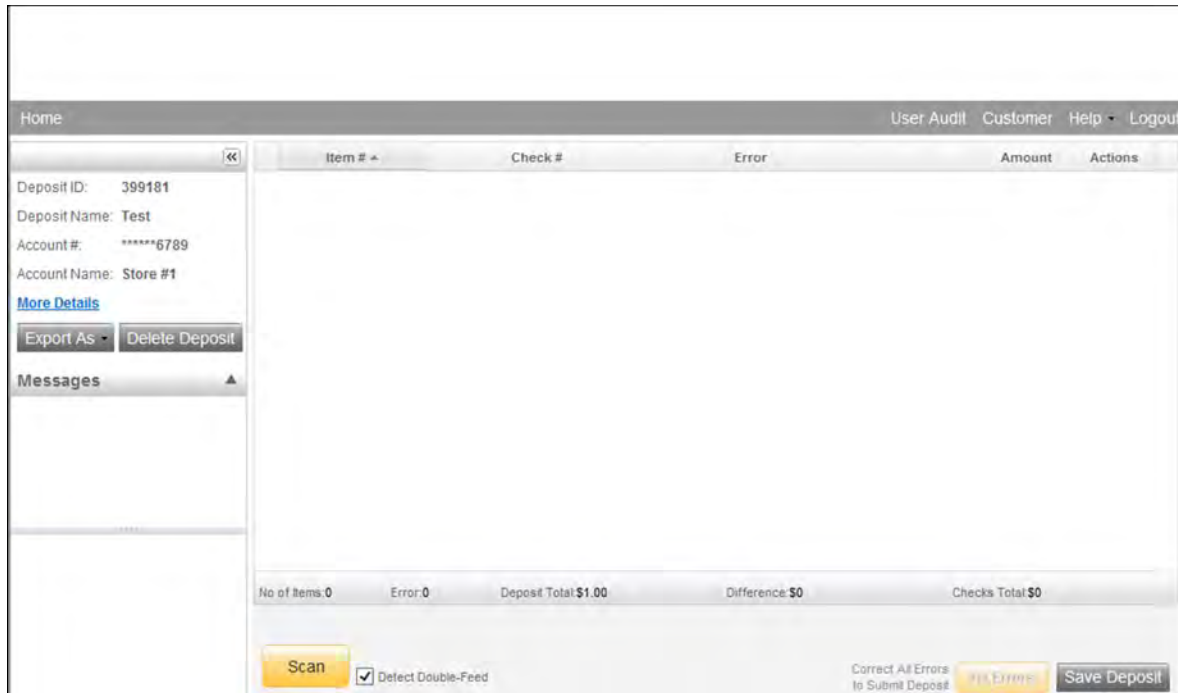 Home User Audit Customer Help Logout
Item # Check # Error Amount Actions
Deposit ID: 399181
Deposit Name: Test
Account #: ******6789
Account Name: Store #1
More Details
Export As Delete Deposit
Messages
No of Items:0 Error:0 Deposit Total:$1.00 Difference:$0 Checks Total:$0
Scan Detect Double-Feed
Correct All Errors
to Submit Deposit
Errors Save Deposit